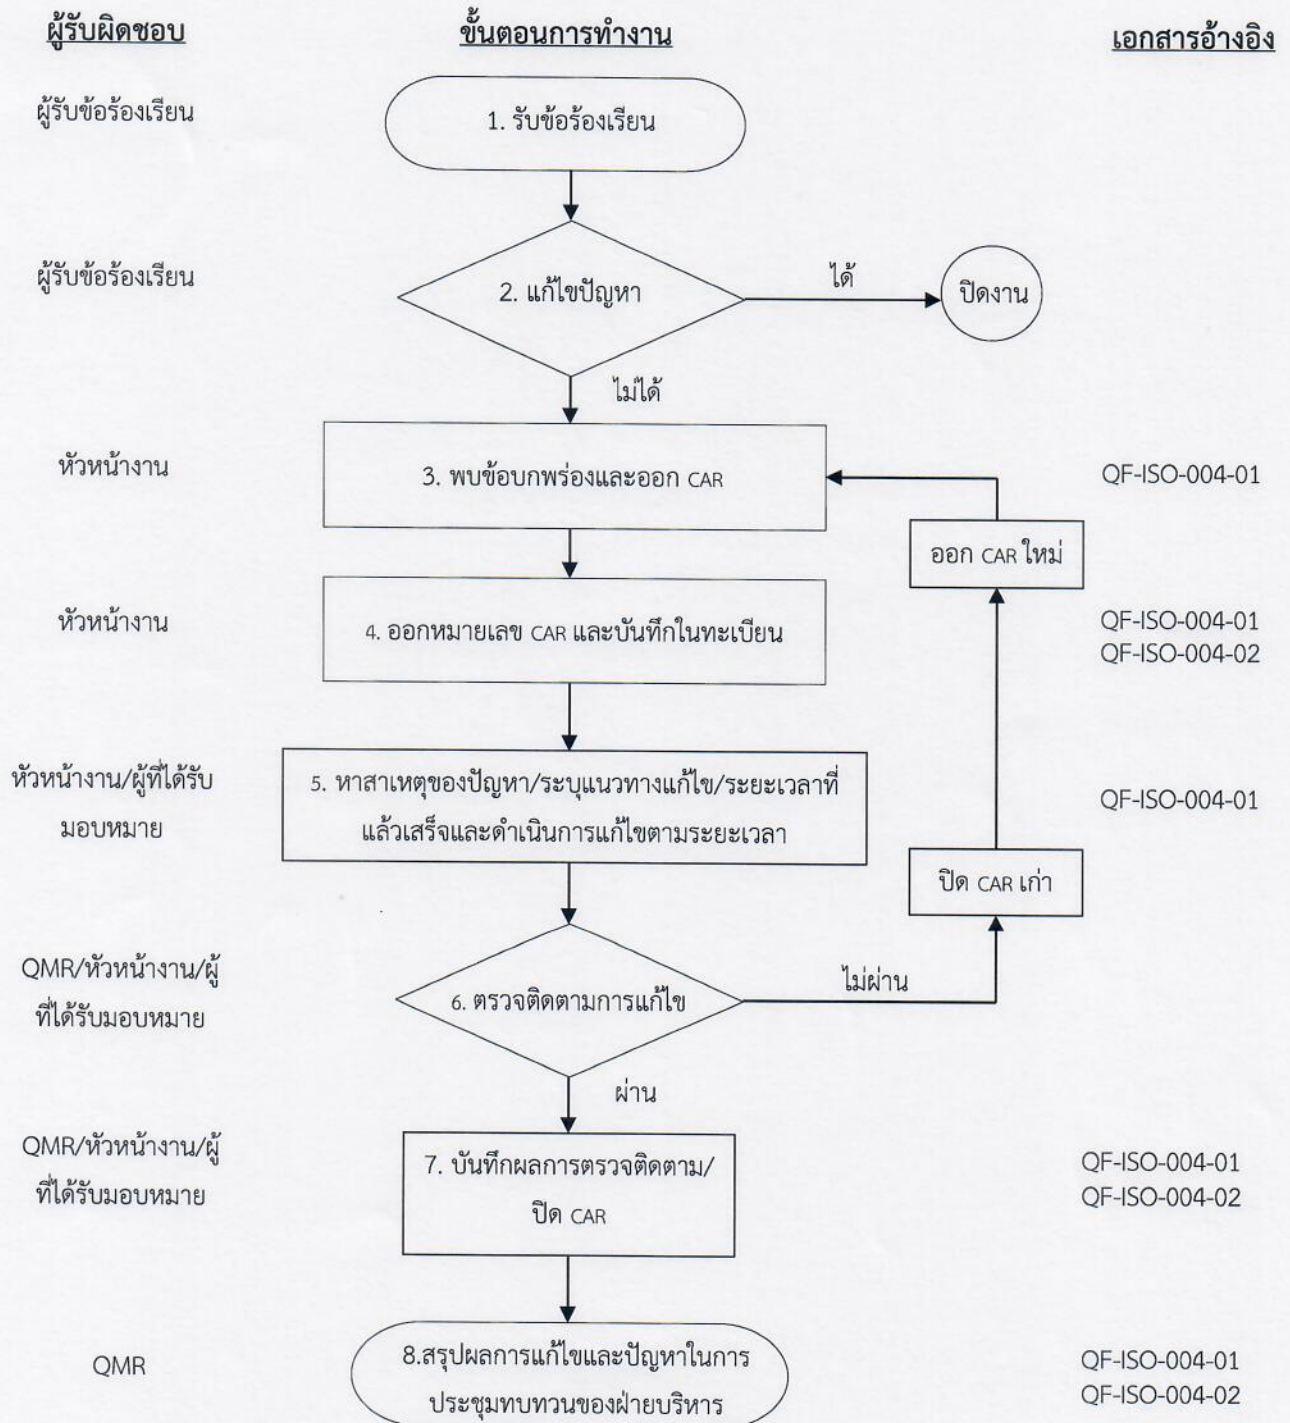 ผู้รับผิดชอบ
ขั้นตอนการทำงาน
เอกสารอ้างอิง
ผู้รับข้อร้องเรียน
1. รับข้อร้องเรียน
ผู้รับข้อร้องเรียน
2. แก้ไขปัญหา
ได้
ปิดงาน
ไม่ได้
หัวหน้างาน
3. พบข้อบกพร่องและออก CAR
QF-ISO-004-01
ออก CAR ใหม่
หัวหน้างาน
4. ออกหมายเลข CAR และบันทึกในทะเบียน
QF-ISO-004-01
QF-ISO-004-02
หัวหน้างาน/ผู้ที่ได้รับ
มอบหมาย
5. หาสาเหตุของปัญหา/ระบุแนวทางแก้ไข/ระยะเวลาที่
แล้วเสร็จและดำเนินการแก้ไขตามระยะเวลา
QF-ISO-004-01
ปิด CAR เก่า
QMR/หัวหน้างาน/ผู้
ที่ได้รับมอบหมาย
6. ตรวจติดตามการแก้ไข
ไม่ผ่าน
ผ่าน
QMR/หัวหน้างาน/ผู้
ที่ได้รับมอบหมาย
7. บันทึกผลการตรวจติดตาม/
ปิด CAR
QF-ISO-004-01
QF-ISO-004-02
QMR
8.สรุปผลการแก้ไขและปัญหาในการ
ประชุมทบทวนของฝ่ายบริหาร
QF-ISO-004-01
QF-ISO-004-02